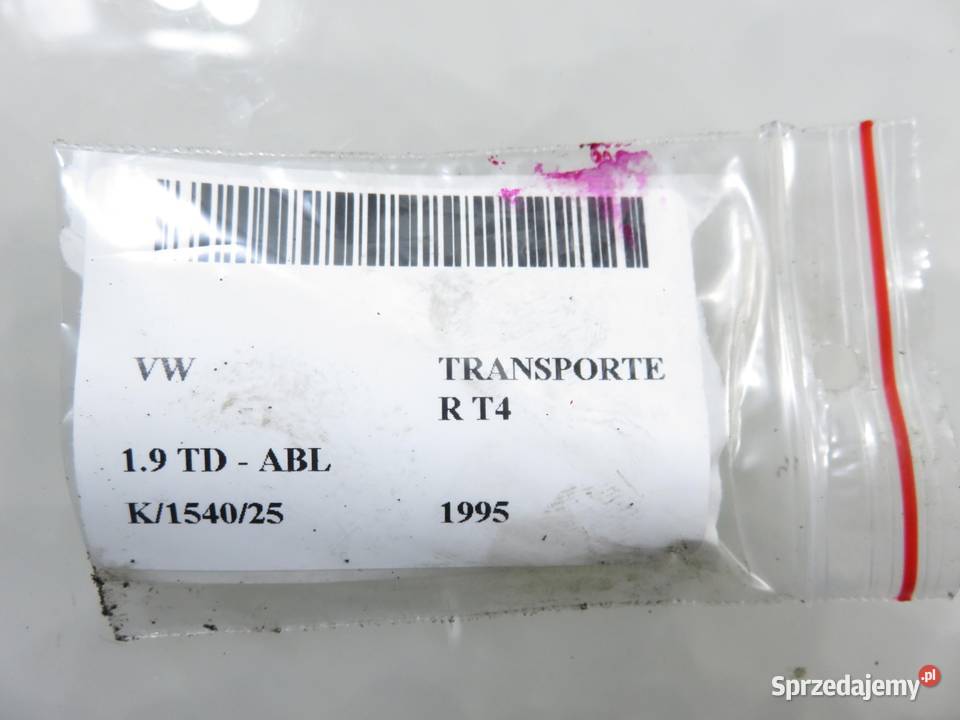 VW TRANSPORTE
R T4
1.9 TD - ABL
K/1540/25 1995
Sprzedajemy.pl